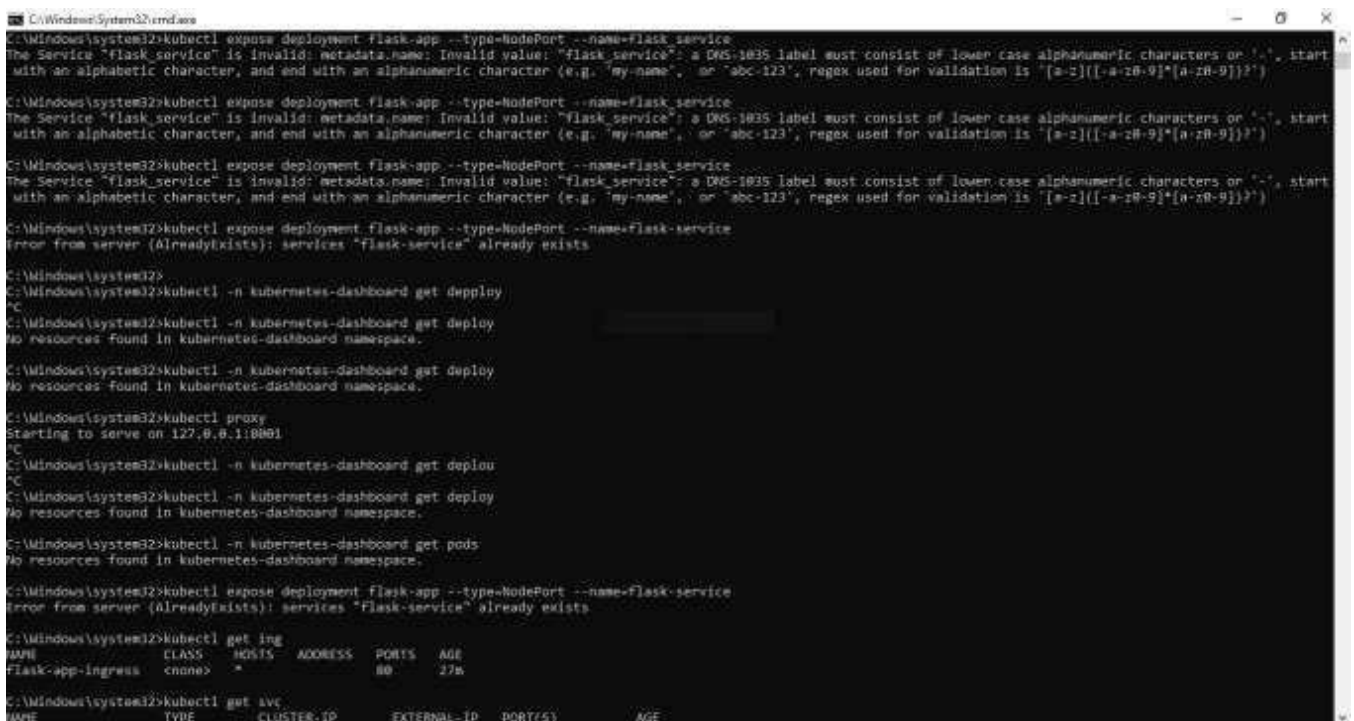 C:\Windows\System32\cmd.exe
C:\Windows\system32>kubectl expose deployment flask-app --type=NodePort --name=flask_service
The Service "flask_service" is invalid: metadata.name: Invalid value: "flask_service": a DNS-1035 label must consist of lower case alphanumeric characters or '-', start
with an alphabetic character, and end with an alphanumeric character (e.g. 'my-name',  or 'abc-123', regex used for validation is '[a-z]([-a-z0-9]*[a-z0-9])?')
C:\Windows\system32>kubectl expose deployment flask-app --type=NodePort --name=flask_service
The Service "flask_service" is invalid: metadata.name: Invalid value: "flask_service": a DNS-1035 label must consist of lower case alphanumeric characters or '-', start
with an alphabetic character, and end with an alphanumeric character (e.g. 'my-name',  or 'abc-123', regex used for validation is '[a-z]([-a-z0-9]*[a-z0-9])?')
C:\Windows\system32>kubectl expose deployment flask-app --type=NodePort --name=flask_service
The Service "flask_service" is invalid: metadata.name: Invalid value: "flask_service": a DNS-1035 label must consist of lower case alphanumeric characters or '-', start
with an alphabetic character, and end with an alphanumeric character (e.g. 'my-name',  or 'abc-123', regex used for validation is '[a-z]([-a-z0-9]*[a-z0-9])?')
C:\Windows\system32>kubectl expose deployment flask-app --type=NodePort --name=flask-service
Error from server (AlreadyExists): services "flask-service" already exists
C:\Windows\system32>
C:\Windows\system32>kubectl -n kubernetes-dashboard get depploy
^C
C:\Windows\system32>kubectl -n kubernetes-dashboard get deploy
No resources found in kubernetes-dashboard namespace.
C:\Windows\system32>kubectl -n kubernetes-dashboard get deploy
No resources found in kubernetes-dashboard namespace.
C:\Windows\system32>kubectl proxy
Starting to serve on 127.0.0.1:8001
^C
C:\Windows\system32>kubectl -n kubernetes-dashboard get deplou
^C
C:\Windows\system32>kubectl -n kubernetes-dashboard get deploy
No resources found in kubernetes-dashboard namespace.
C:\Windows\system32>kubectl -n kubernetes-dashboard get pods
No resources found in kubernetes-dashboard namespace.
C:\Windows\system32>kubectl expose deployment flask-app --type=NodePort --name=flask-service
Error from server (AlreadyExists): services "flask-service" already exists
C:\Windows\system32>kubectl get ing
NAME CLASS HOSTS ADDRESS PORTS AGE
flask-app-ingress <none> * 80 27m
C:\Windows\system32>kubectl get svc
NAME TYPE CLUSTER-IP EXTERNAL-IP PORT(S) AGE